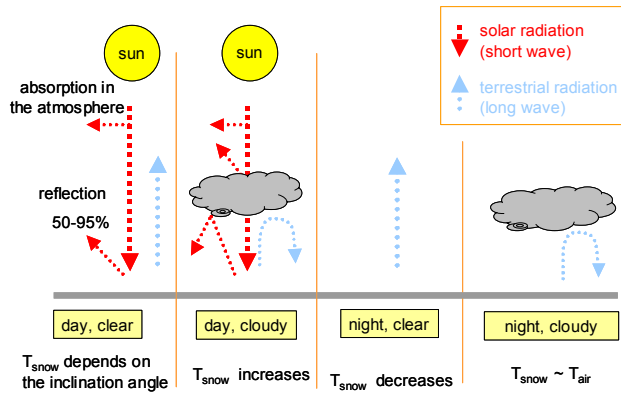 sun
sun
solar radiation
(short wave)
terrestrial radiation
(long wave)
absorption in
the atmosphere
reflection
50-95%
day, clear
day, cloudy
night, clear
night, cloudy
Tsnow depends on
the inclination angle
Tsnow increases
Tsnow decreases
Tsnow ~ Tair